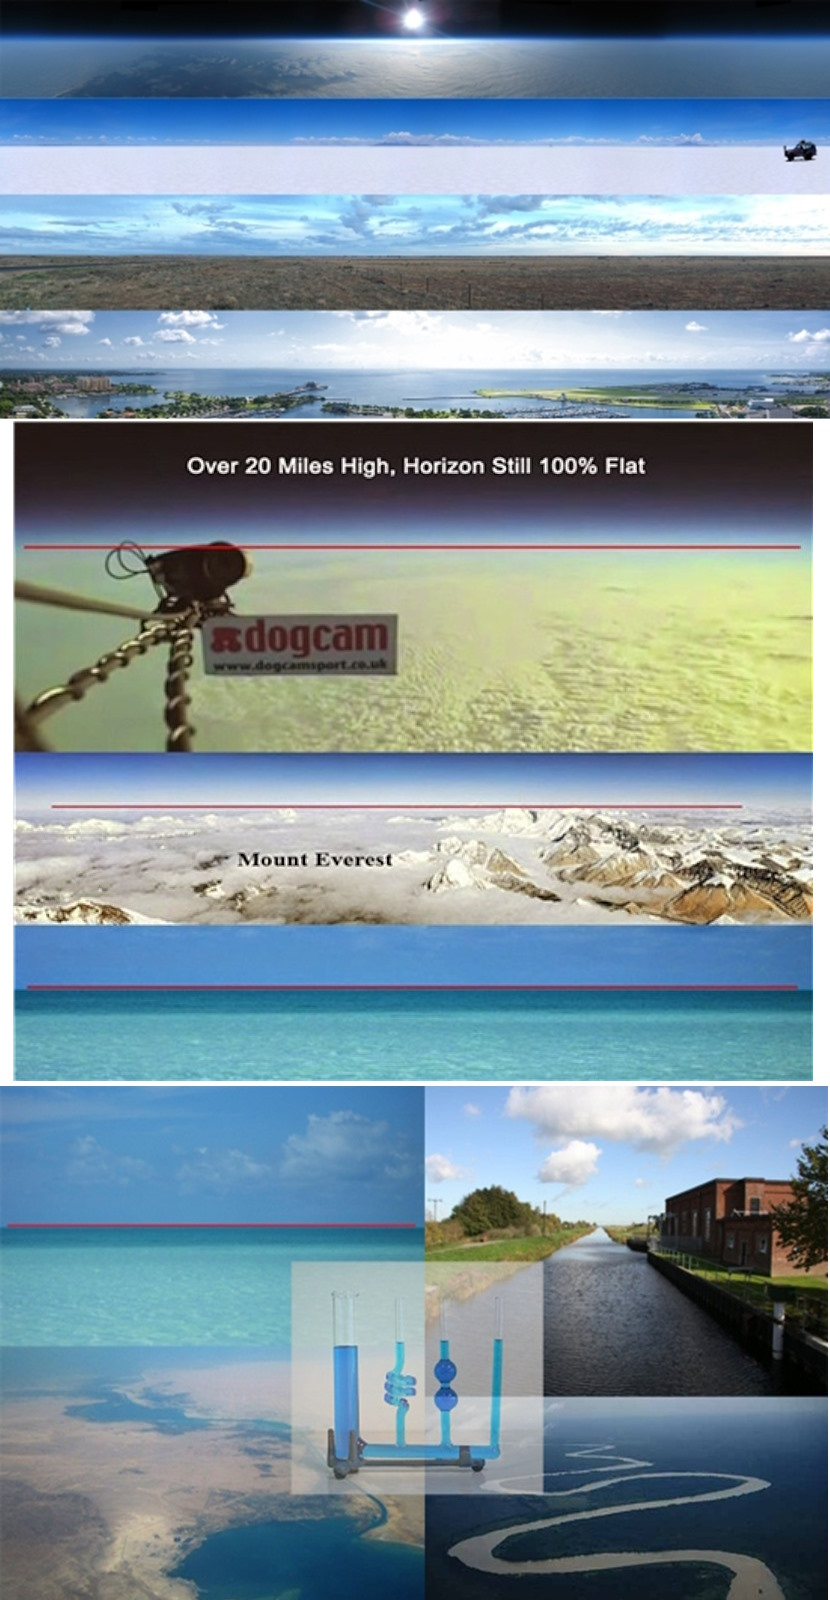 Over 20 Miles High, Horizon Still 100% Flat
dogcam
www.dogcamsport.co.uk
Mount Everest